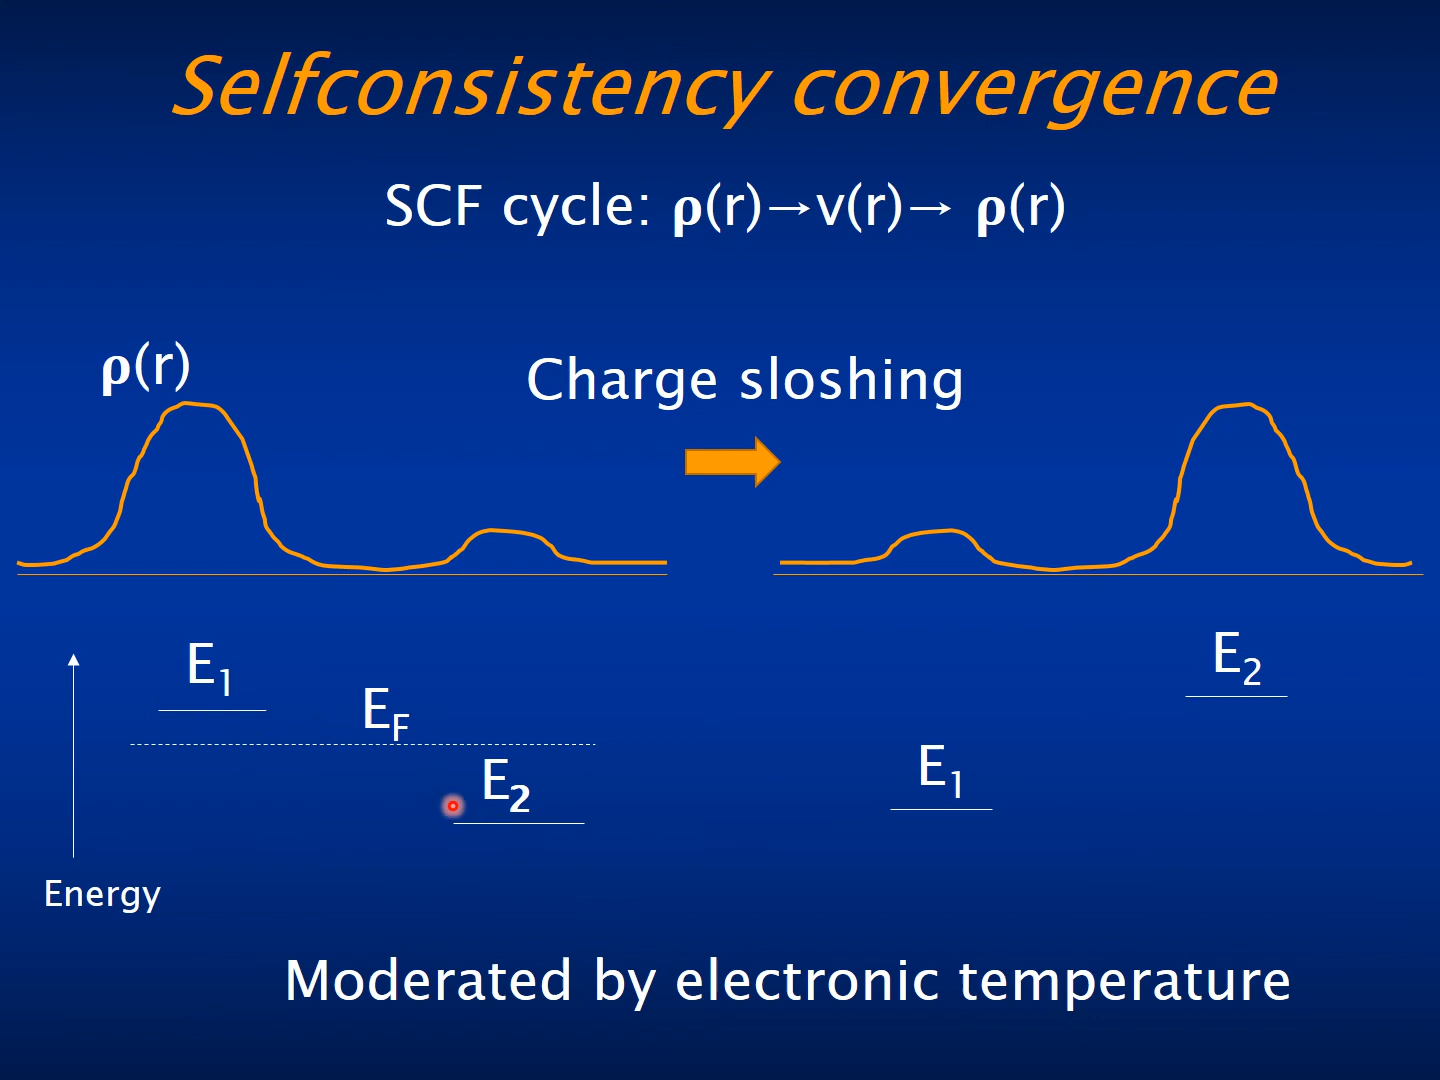 Selfconsistency convergence
SCF cycle: ρ(r)→v(r)→ ρ(r)
ρ(r)
Charge sloshing
E₁
E_F
E₂
E₂
E₁
Energy
Moderated by electronic temperature